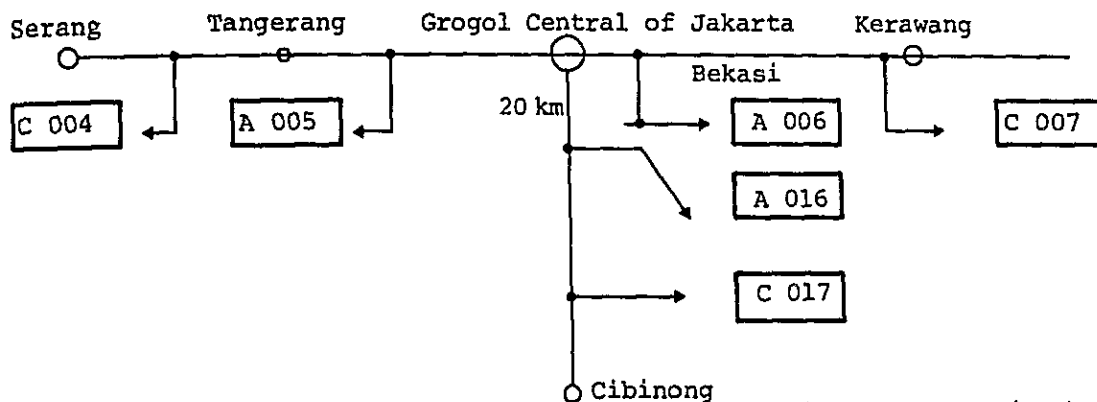 Serang
Tangerang
Grogol Central of Jakarta
Kerawang
Bekasi
20 km
C 004
A 005
A 006
C 007
A 016
C 017
Cibinong